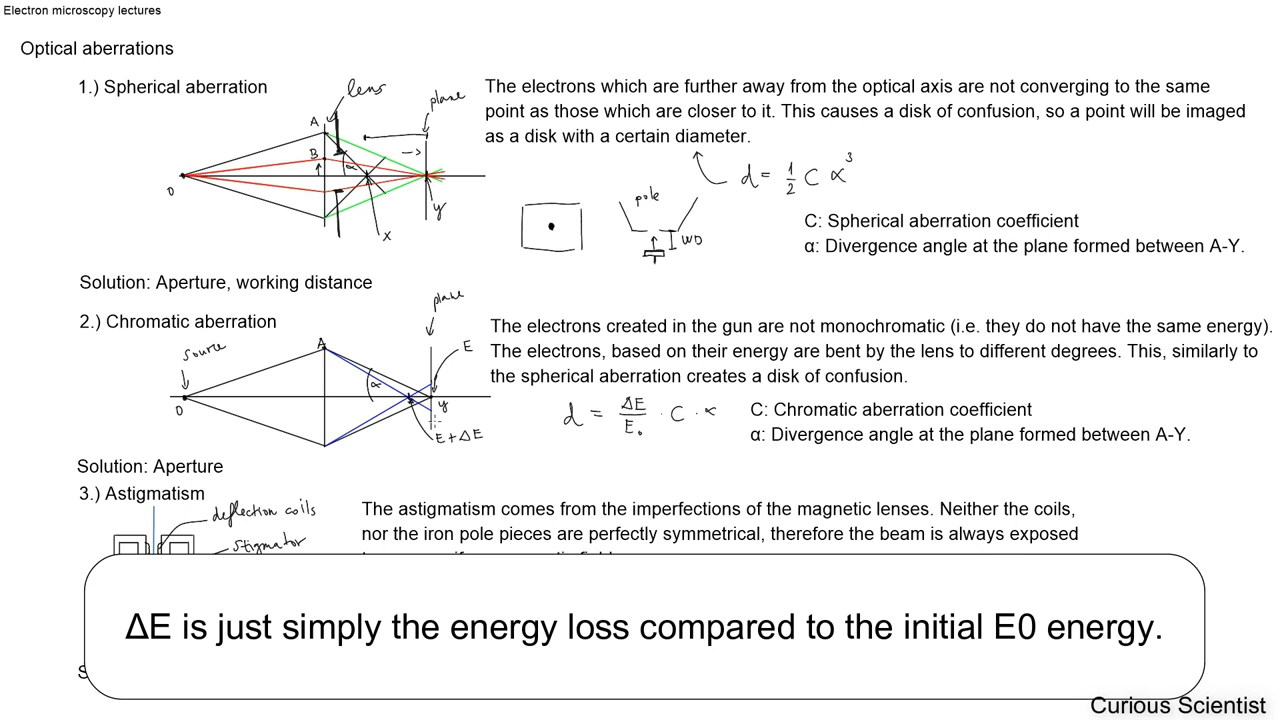 Electron microscopy lectures
Optical aberrations
1.) Spherical aberration
lens
plane
A
B
α
O
X
y
The electrons which are further away from the optical axis are not converging to the same
point as those which are closer to it. This causes a disk of confusion, so a point will be imaged
as a disk with a certain diameter.
d = 1/2 C α³
pole
WD
C: Spherical aberration coefficient
α: Divergence angle at the plane formed between A-Y.
Solution: Aperture, working distance
2.) Chromatic aberration
plane
source
A
E
α
O
y
E+ΔE
The electrons created in the gun are not monochromatic (i.e. they do not have the same energy).
The electrons, based on their energy are bent by the lens to different degrees. This, similarly to
the spherical aberration creates a disk of confusion.
d = ΔE/E₀ · C · α
C: Chromatic aberration coefficient
α: Divergence angle at the plane formed between A-Y.
Solution: Aperture
3.) Astigmatism
deflection coils
stigmator
The astigmatism comes from the imperfections of the magnetic lenses. Neither the coils,
nor the iron pole pieces are perfectly symmetrical, therefore the beam is always exposed
ΔE is just simply the energy loss compared to the initial E0 energy.
Curious Scientist